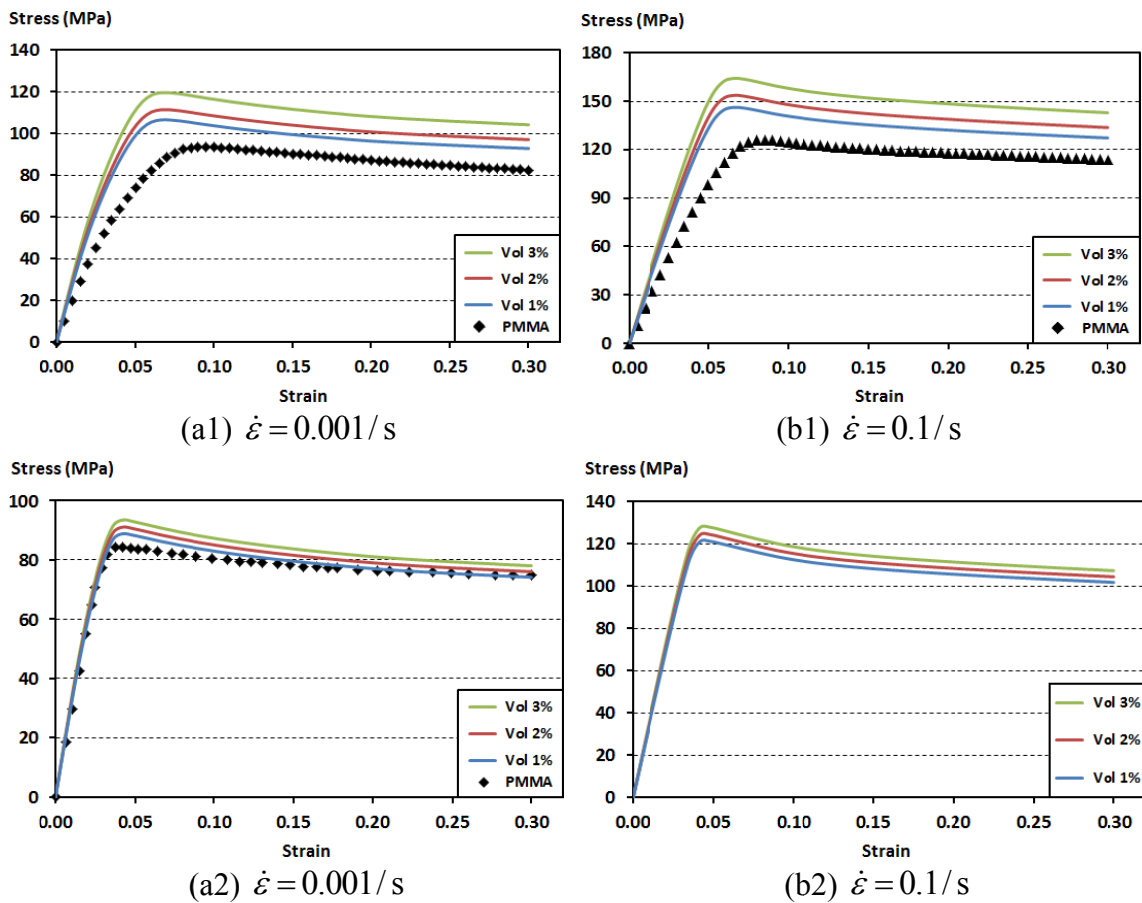 Stress (MPa)
140
120
100
80
60
40
20
0
0.00 0.05 0.10 0.15 0.20 0.25 0.30
Strain
Vol 3%
Vol 2%
Vol 1%
PMMA
(a1) ε̇ = 0.001/ s
Stress (MPa)
180
150
120
90
60
30
0
0.00 0.05 0.10 0.15 0.20 0.25 0.30
Strain
Vol 3%
Vol 2%
Vol 1%
PMMA
(b1) ε̇ = 0.1/ s
Stress (MPa)
100
80
60
40
20
0
0.00 0.05 0.10 0.15 0.20 0.25 0.30
Strain
Vol 3%
Vol 2%
Vol 1%
PMMA
(a2) ε̇ = 0.001/ s
Stress (MPa)
140
120
100
80
60
40
20
0
0.00 0.05 0.10 0.15 0.20 0.25 0.30
Strain
Vol 3%
Vol 2%
Vol 1%
(b2) ε̇ = 0.1/ s